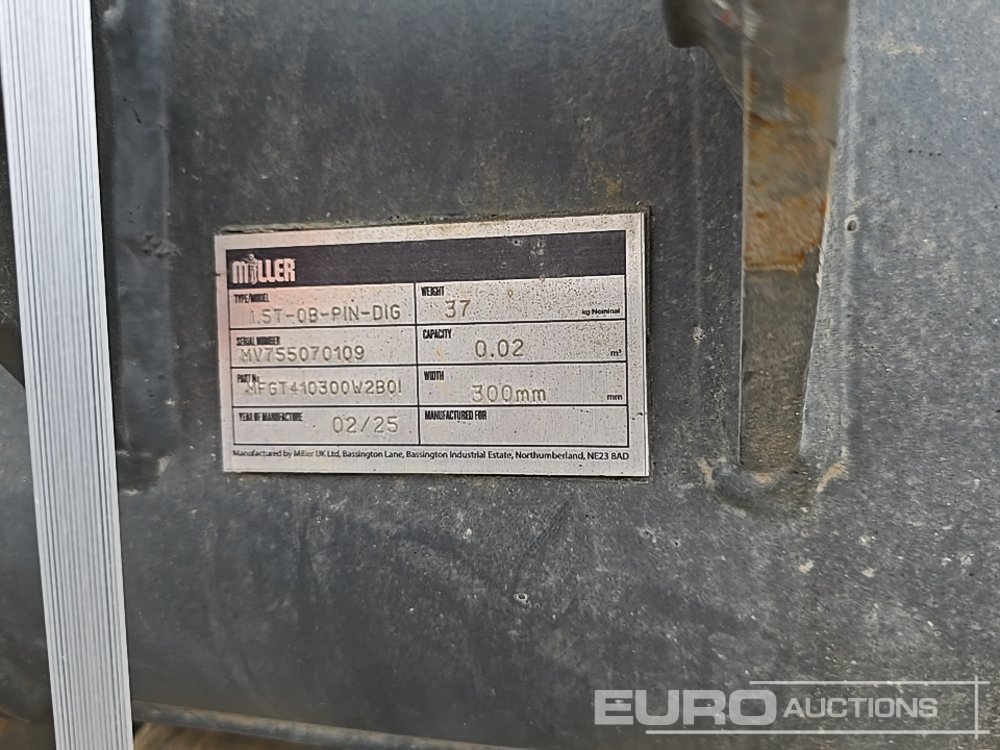 MILLER
TYPE/MODEL 1.5T-QB-PIN-DIG WEIGHT 37 kg Nominal
SERIAL NUMBER MV755070109 CAPACITY 0.02 m³
PART No. MFGT410300W2B01 WIDTH 300mm mm
YEAR OF MANUFACTURE 02/25 MANUFACTURED FOR
Manufactured by Miller UK Ltd, Bassington Lane, Bassington Industrial Estate, Northumberland, NE23 8AD
EURO AUCTIONS